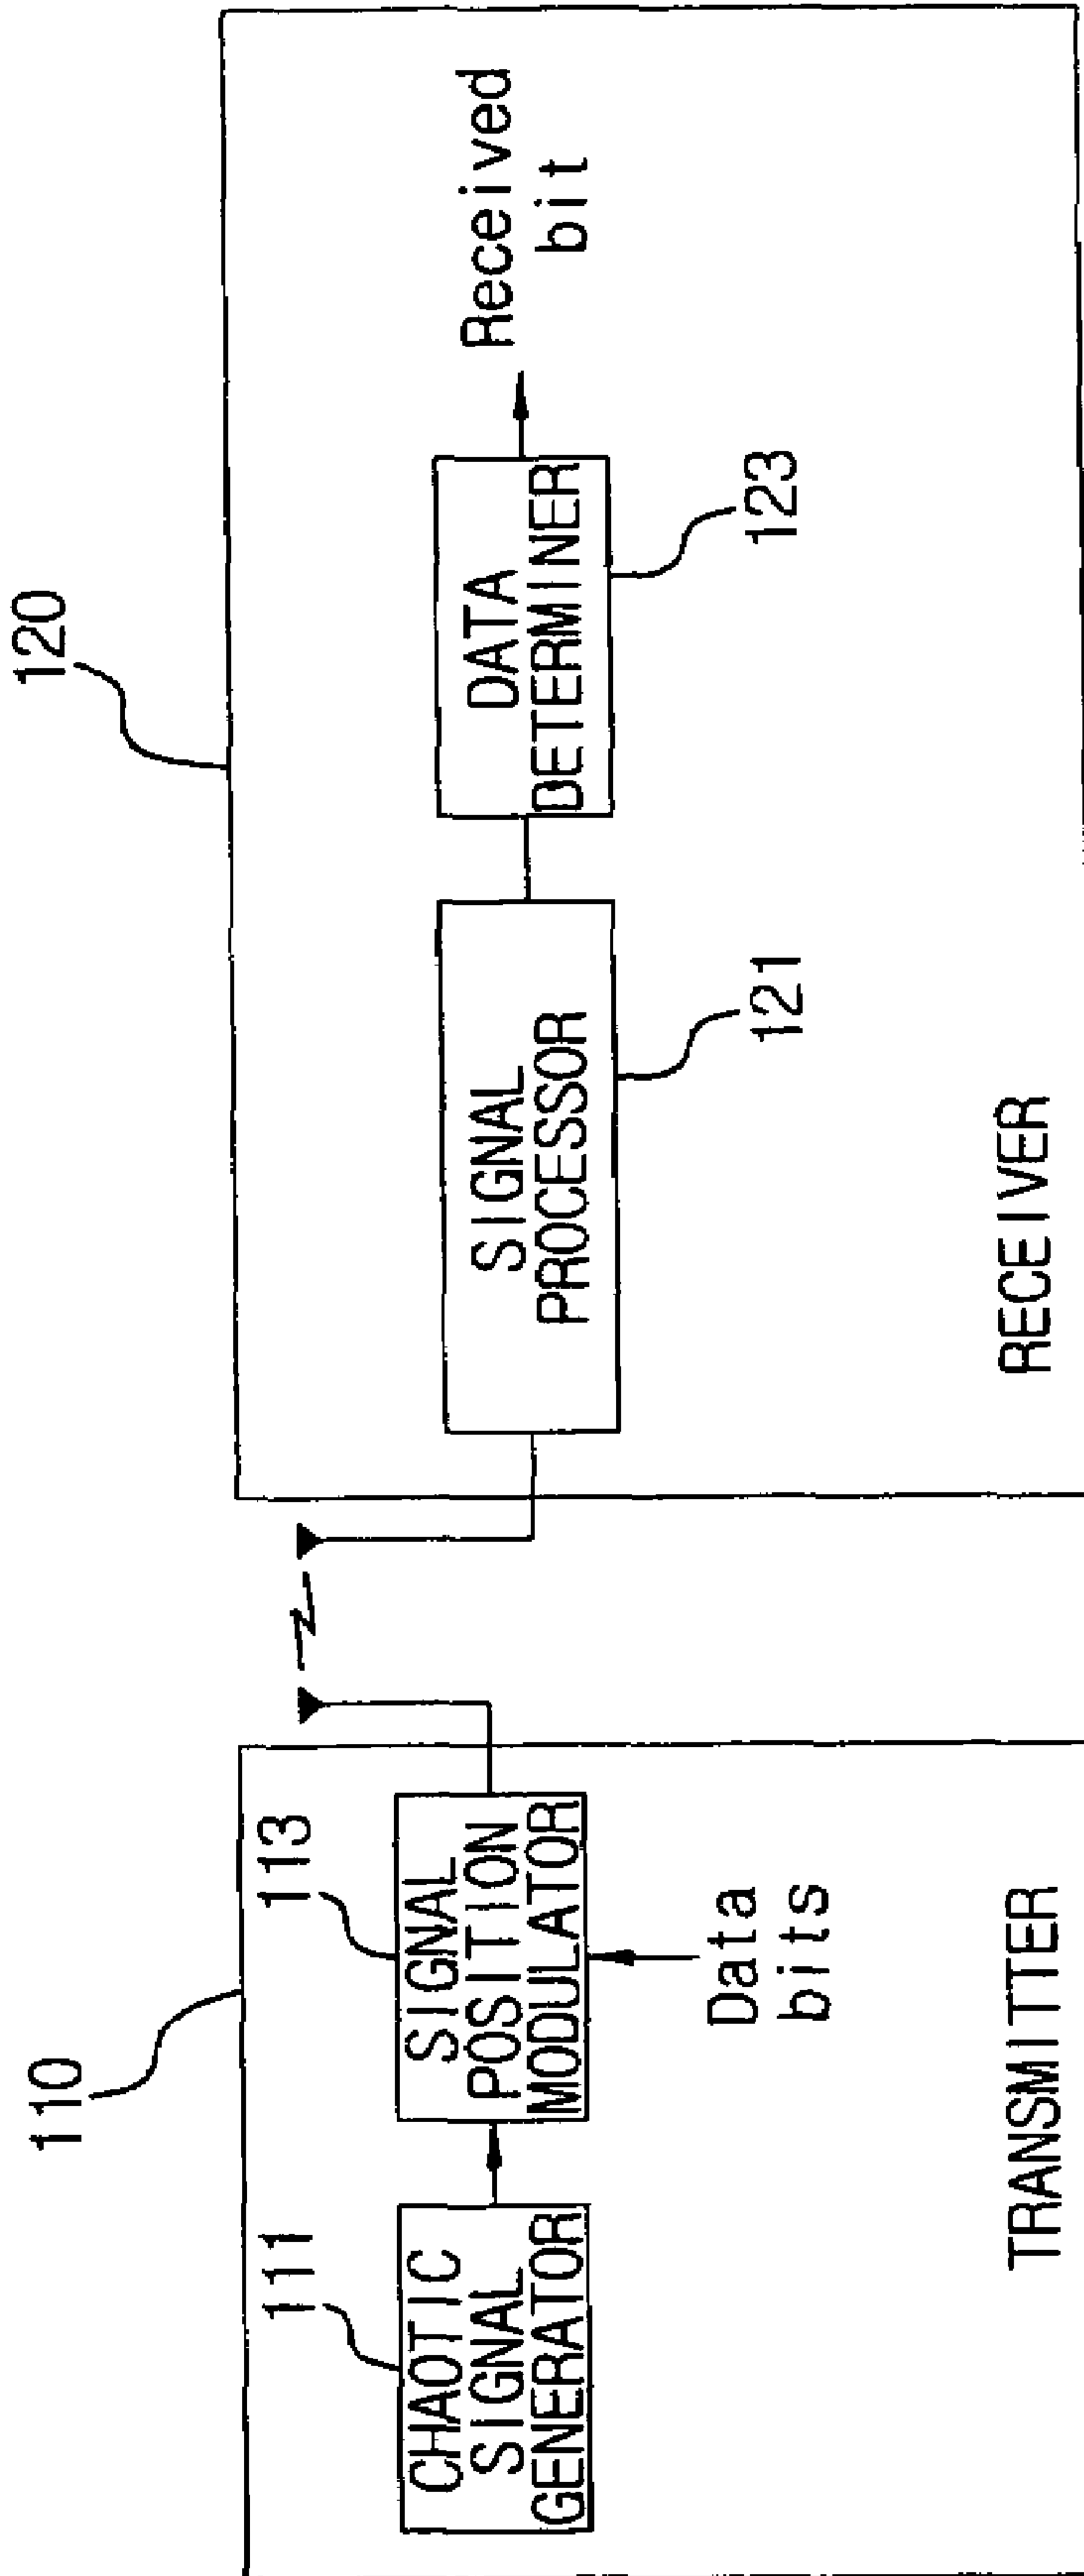 110
120
111
113
CHAOTIC
SIGNAL
GENERATOR
SIGNAL
POSITION
MODULATOR
Data
bits
TRANSMITTER
SIGNAL
PROCESSOR
121
DATA
DETERMINER
123
Received
bit
RECEIVER